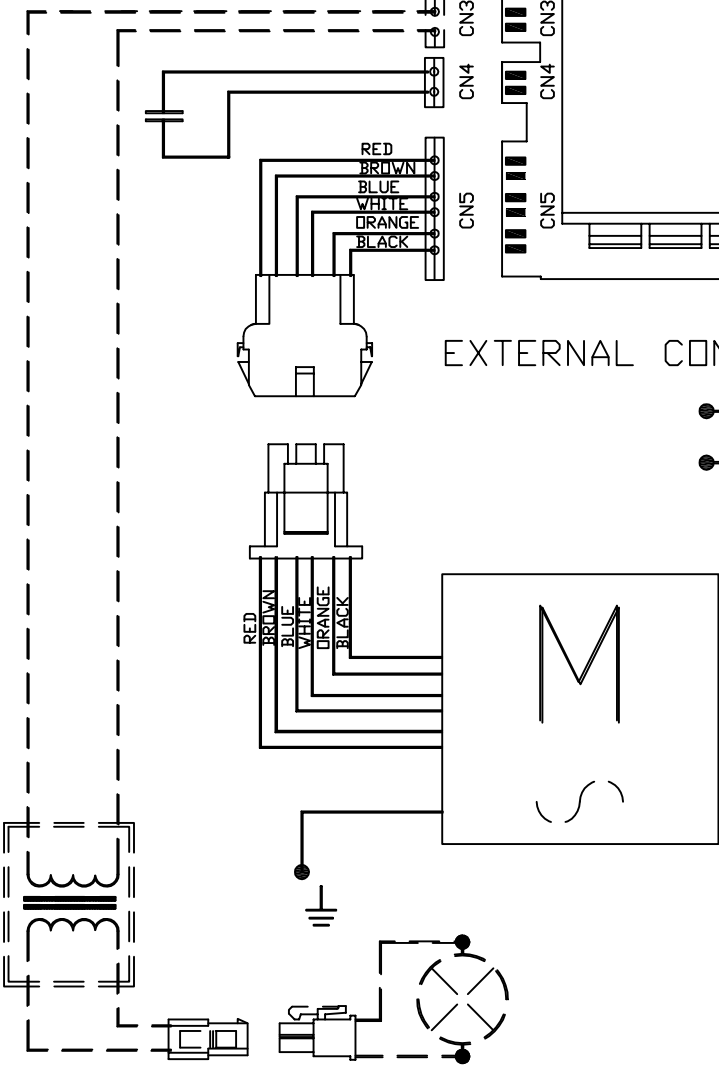 CN3
CN3
CN4
CN4
RED
BROWN
BLUE
WHITE
ORANGE
BLACK
CN5
CN5
EXTERNAL
RED
BROWN
BLUE
WHITE
ORANGE
BLACK
M